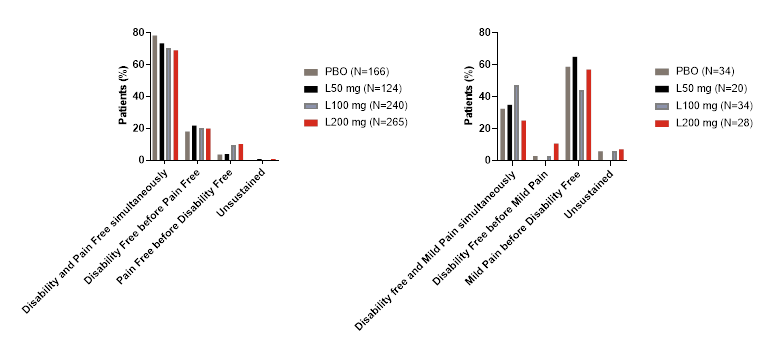 Patients (%)
80
60
40
20
0
Disability and Pain Free simultaneously
Disability Free before Pain Free
Pain Free before Disability Free
Unsustained
PBO (N=166)
L50 mg (N=124)
L100 mg (N=240)
L200 mg (N=265)
Patients (%)
80
60
40
20
0
Disability free and Mild Pain simultaneously
Disability Free before Mild Pain
Mild Pain before Disability Free
Unsustained
PBO (N=34)
L50 mg (N=20)
L100 mg (N=34)
L200 mg (N=28)